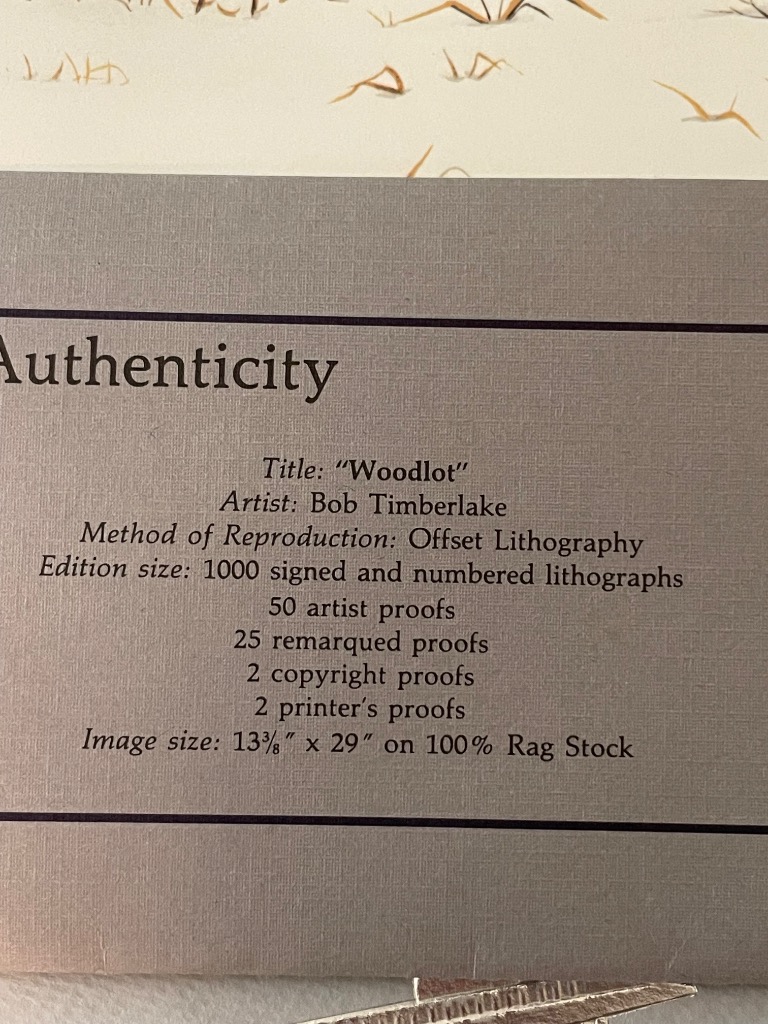 Authenticity
Title: “Woodlot”
Artist: Bob Timberlake
Method of Reproduction: Offset Lithography
Edition size: 1000 signed and numbered lithographs
50 artist proofs
25 remarqued proofs
2 copyright proofs
2 printer's proofs
Image size: 13⅜″ x 29″ on 100% Rag Stock